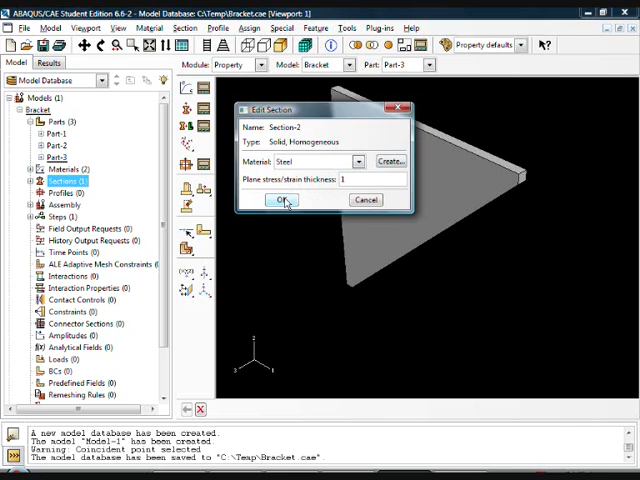 ABAQUS/CAE Student Edition 6.6-2 - Model Database: C:\Temp\Bracket.cae [Viewport: 1]
File Model Viewport View Material Section Profile Assign Special Feature Tools Plug-ins Help
Property defaults
Model Results
Module: Property Model: Bracket Part: Part-3
Model Database
Models (1)
Bracket
Parts (3)
Part-1
Part-2
Part-3
Materials (2)
Sections (1)
Profiles (0)
Assembly
Steps (1)
Field Output Requests (0)
History Output Requests (0)
Time Points (0)
ALE Adaptive Mesh Constraints (
Interactions (0)
Interaction Properties (0)
Contact Controls (0)
Constraints (0)
Connector Sections (0)
Amplitudes (0)
Analytical Fields (0)
Loads (0)
BCs (0)
Predefined Fields (0)
Remeshing Rules (0)
Edit Section
Name: Section-2
Type: Solid, Homogeneous
Material: Steel Create...
Plane stress/strain thickness: 1
OK Cancel
2
3 1
A new model database has been created.
The model "Model-1" has been created.
Warning: Coincident point selected
The model database has been saved to "C:\Temp\Bracket.cae".